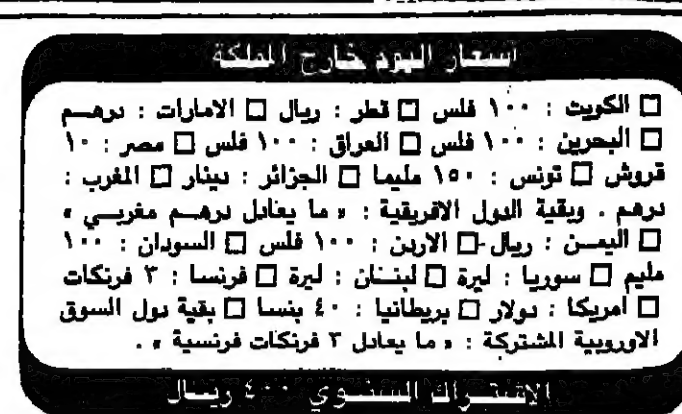 اسعار اليوم خارج المملكة
□ الكويت : ١٠٠ فلس □ قطر : ريال □ الامارات : درهم
□ البحرين : ١٠٠ فلس □ العراق : ١٠٠ فلس □ مصر : ١٠
قروش □ تونس : ١٥٠ مليما □ الجزائر : دينار □ المغرب :
درهم . وبقية الدول الافريقية : « ما يعادل درهم مغربي »
□ اليمن : ريال □ الاردن : ١٠٠ فلس □ السودان : ١٠٠
مليم □ سوريا : ليرة □ لبنان : ليرة □ فرنسا : ٣ فرنكات
□ امريكا : دولار □ بريطانيا : ٤٠ بنسا □ بقية دول السوق
الاوروبية المشتركة : « ما يعادل ٣ فرنكات فرنسية » .
الاشتراك السنوي ٤٠٠ ريال